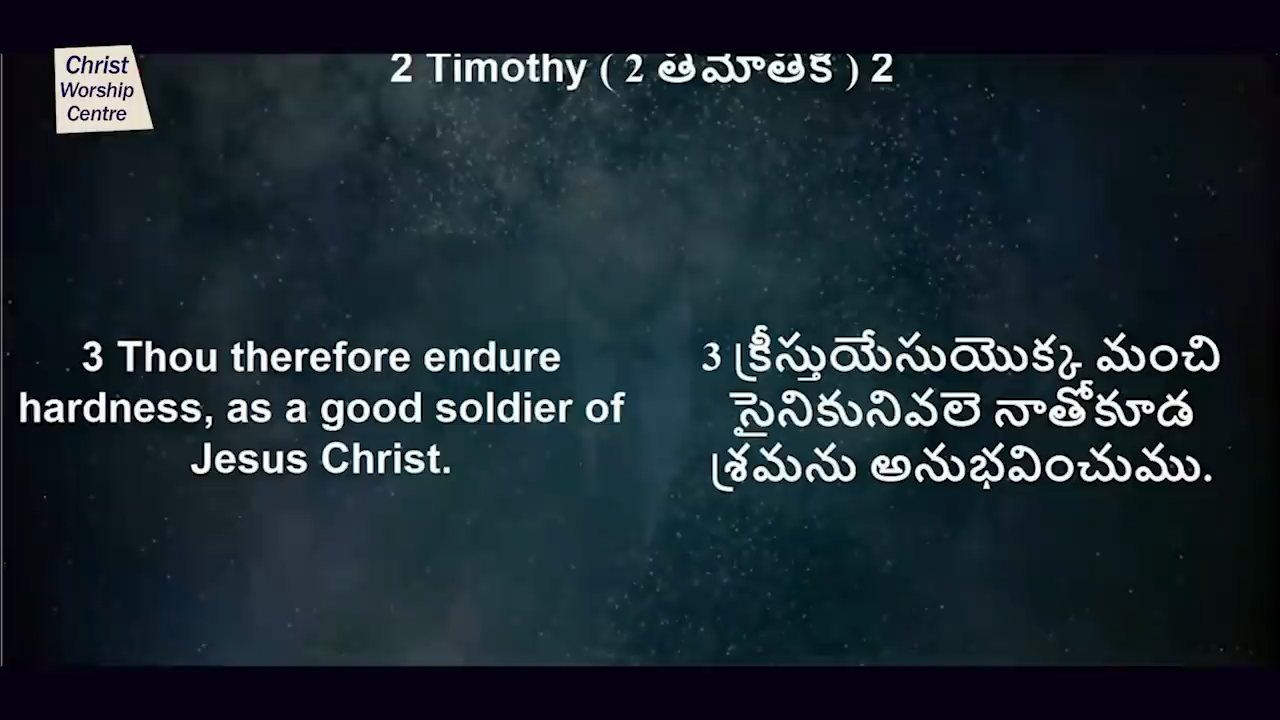 Christ
Worship
Centre
2 Timothy ( 2 తిమోతికి ) 2
3 Thou therefore endure
hardness, as a good soldier of
Jesus Christ.
3 క్రీస్తుయేసుయొక్క మంచి
సైనికునివలె నాతోకూడ
శ్రమను అనుభవించుము.